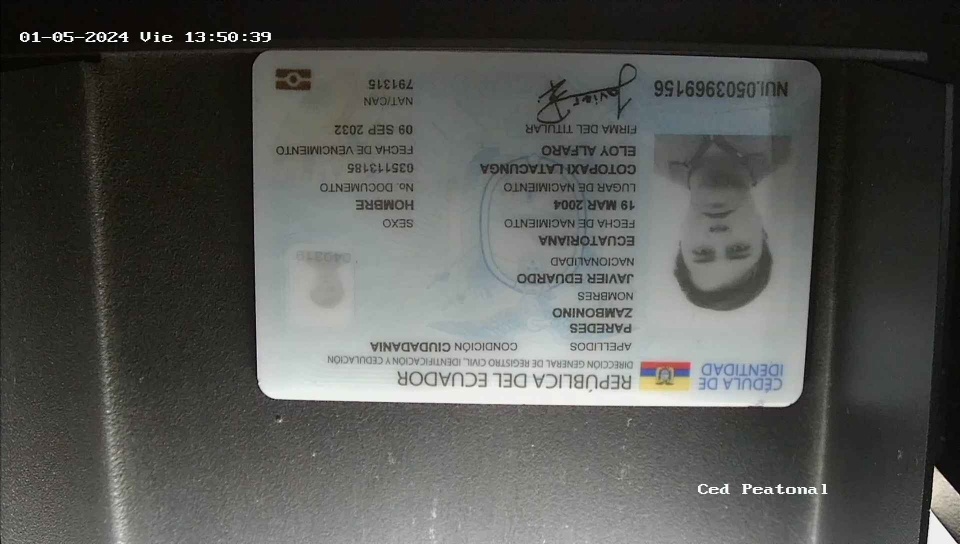 01-05-2024 Vie 13:50:39
CÉDULA DE
IDENTIDAD
REPÚBLICA DEL ECUADOR
DIRECCIÓN GENERAL DE REGISTRO CIVIL, IDENTIFICACIÓN Y CEDULACIÓN
APELLIDOS
CONDICIÓN CIUDADANÍA
PAREDES
ZAMBONINO
NOMBRES
JAVIER EDUARDO
NACIONALIDAD
ECUATORIANA
FECHA DE NACIMIENTO
19 MAR 2004
LUGAR DE NACIMIENTO
COTOPAXI LATACUNGA
ELOY ALFARO
FIRMA DEL TITULAR
Javier
SEXO
HOMBRE
No. DOCUMENTO
035113185
FECHA DE VENCIMIENTO
09 SEP 2032
NAT/CAN
791315
NUI.0503969156
Ced Peatonal